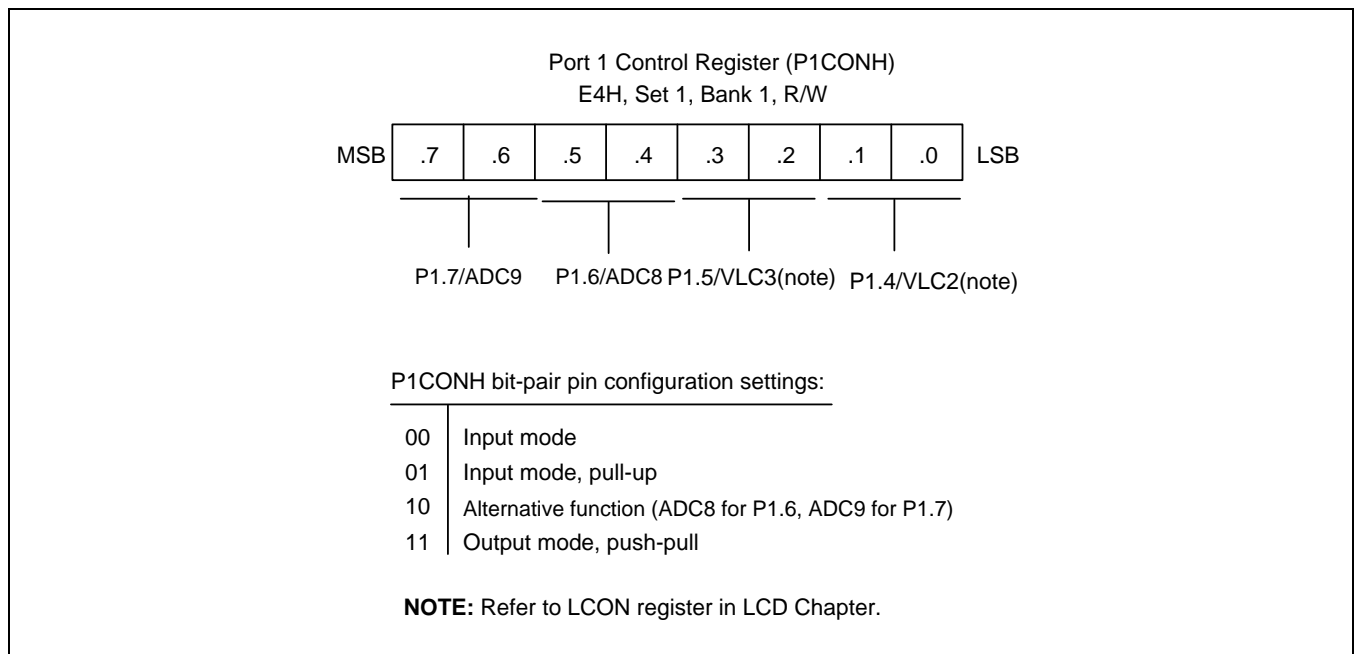 Port 1 Control Register (P1CONH)
E4H, Set 1, Bank 1, R/W
MSB .7 .6 .5 .4 .3 .2 .1 .0 LSB
P1.7/ADC9 P1.6/ADC8 P1.5/VLC3(note) P1.4/VLC2(note)
P1CONH bit-pair pin configuration settings:
00 Input mode
01 Input mode, pull-up
10 Alternative function (ADC8 for P1.6, ADC9 for P1.7)
11 Output mode, push-pull
NOTE: Refer to LCON register in LCD Chapter.